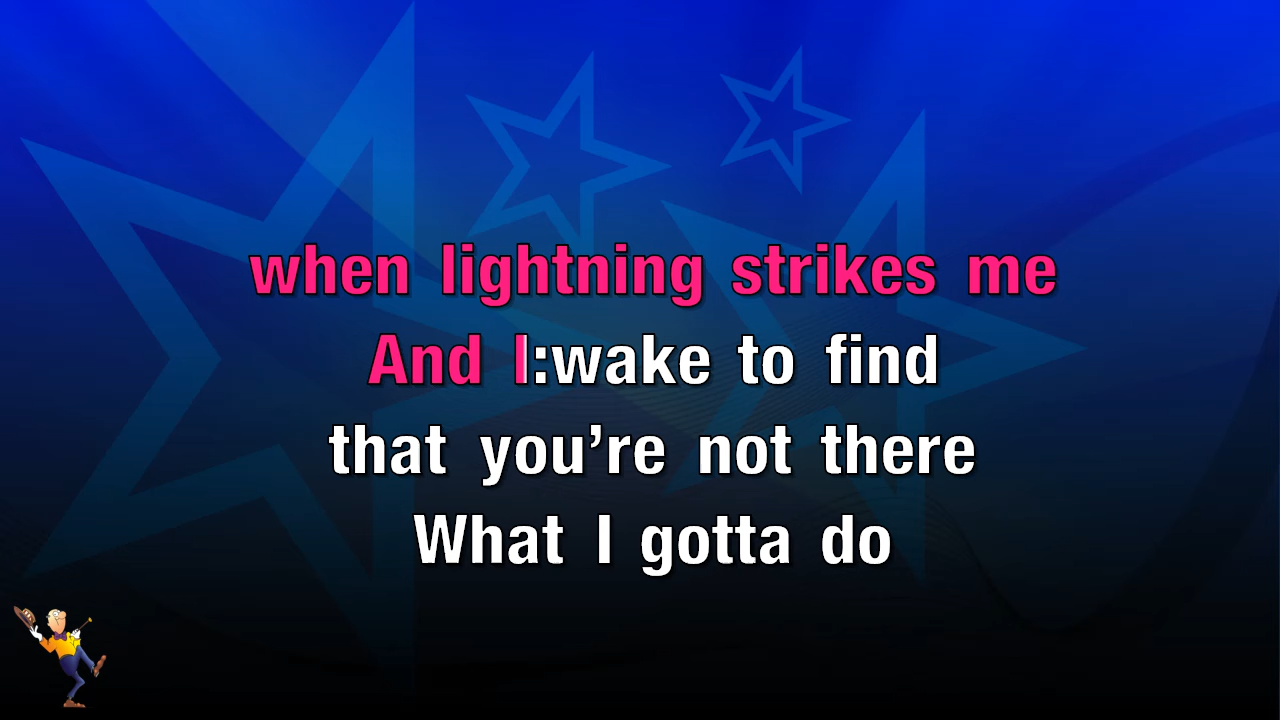 when lightning strikes me
And I:wake to find
that you’re not there
What I gotta do